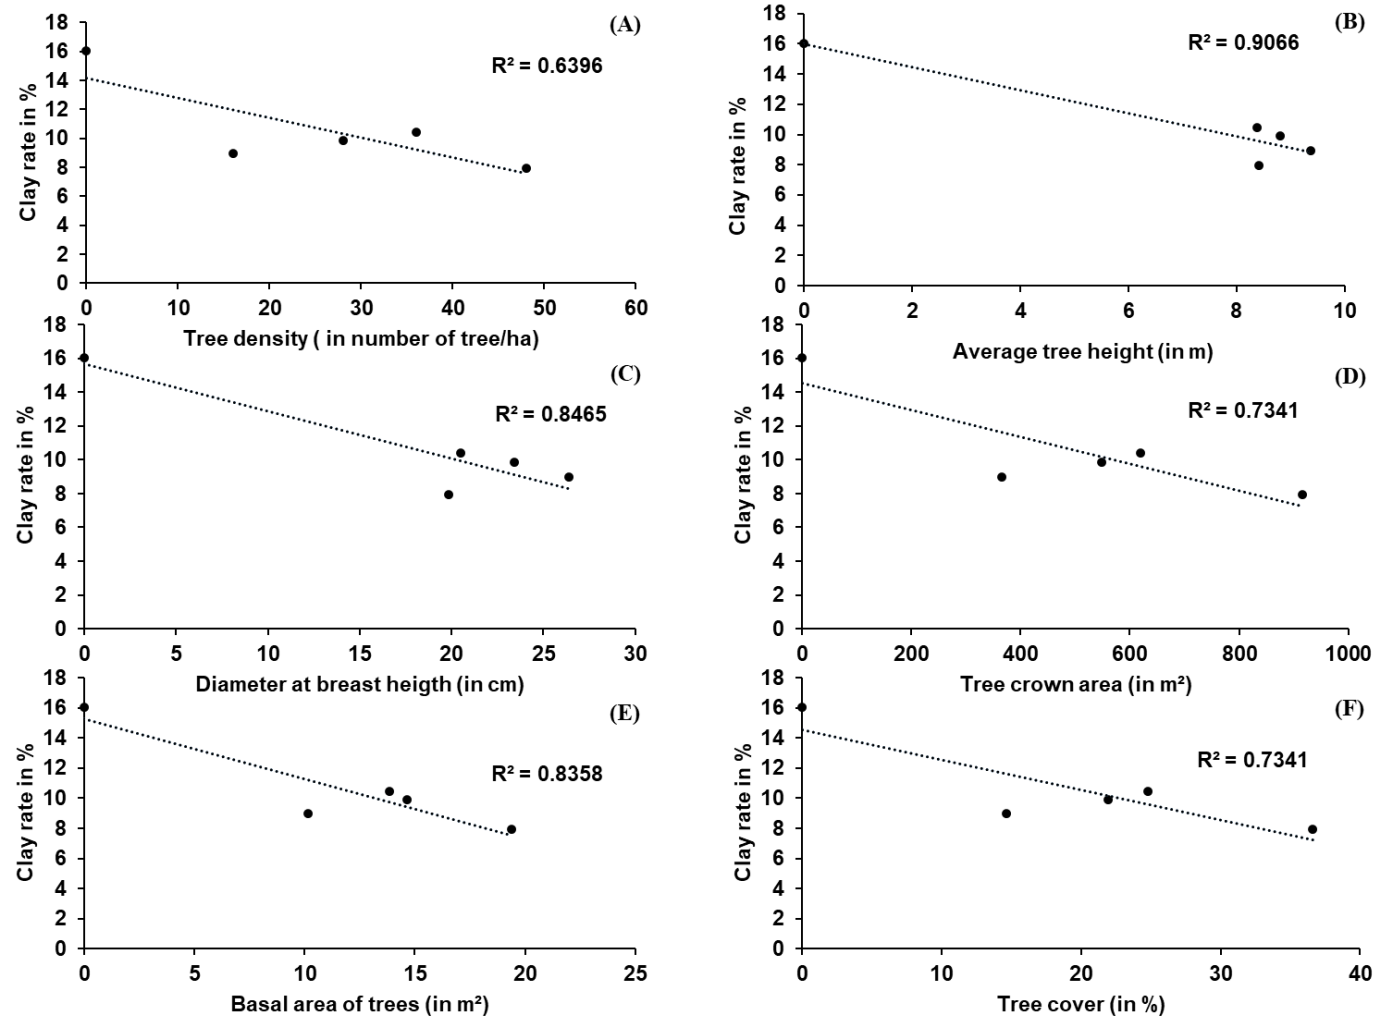 (A)
R² = 0.6396
Clay rate in %
18
16
14
12
10
8
6
4
2
0
0 10 20 30 40 50 60
Tree density ( in number of tree/ha)
(B)
R² = 0.9066
Clay rate in %
18
16
14
12
10
8
6
4
2
0
0 2 4 6 8 10
Average tree height (in m)
(C)
R² = 0.8465
Clay rate in %
18
16
14
12
10
8
6
4
2
0
0 5 10 15 20 25 30
Diameter at breast heigth (in cm)
(D)
R² = 0.7341
Clay rate in %
18
16
14
12
10
8
6
4
2
0
0 200 400 600 800 1000
Tree crown area (in m²)
(E)
R² = 0.8358
Clay rate in %
18
16
14
12
10
8
6
4
2
0
0 5 10 15 20 25
Basal area of trees (in m²)
(F)
R² = 0.7341
Clay rate in %
18
16
14
12
10
8
6
4
2
0
0 10 20 30 40
Tree cover (in %)